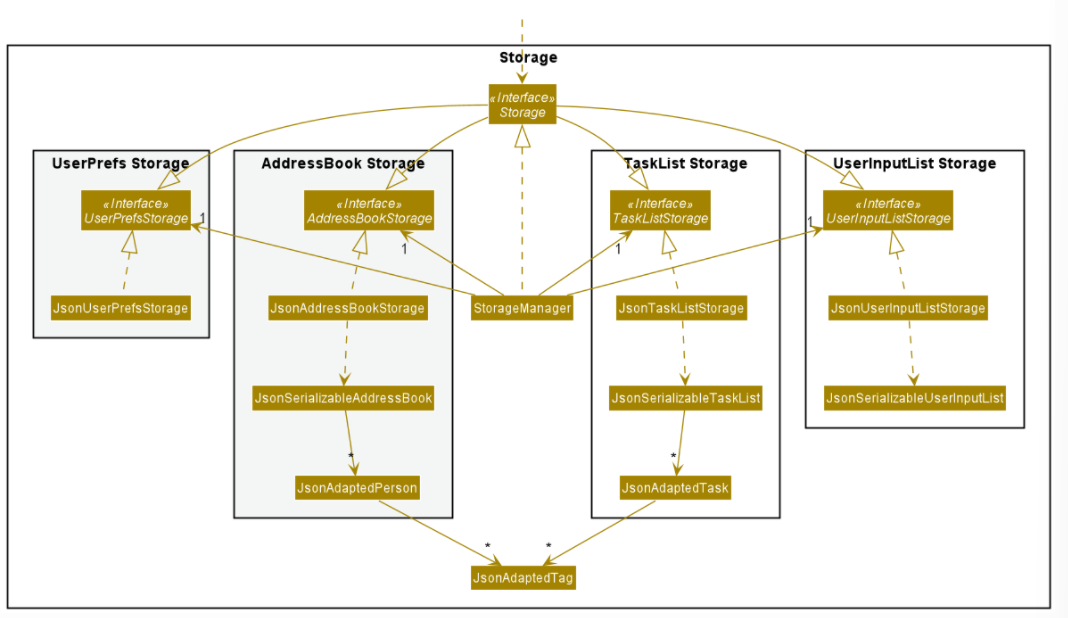 Storage
«Interface»
Storage
UserPrefs Storage
AddressBook Storage
TaskList Storage
UserInputList Storage
«Interface»
UserPrefsStorage
«Interface»
AddressBookStorage
«Interface»
TaskListStorage
«Interface»
UserInputListStorage
1
1
1
1
JsonUserPrefsStorage
JsonAddressBookStorage
StorageManager
JsonTaskListStorage
JsonUserInputListStorage
JsonSerializableAddressBook
JsonSerializableTaskList
JsonSerializableUserInputList
*
*
JsonAdaptedPerson
JsonAdaptedTask
*
*
JsonAdaptedTag